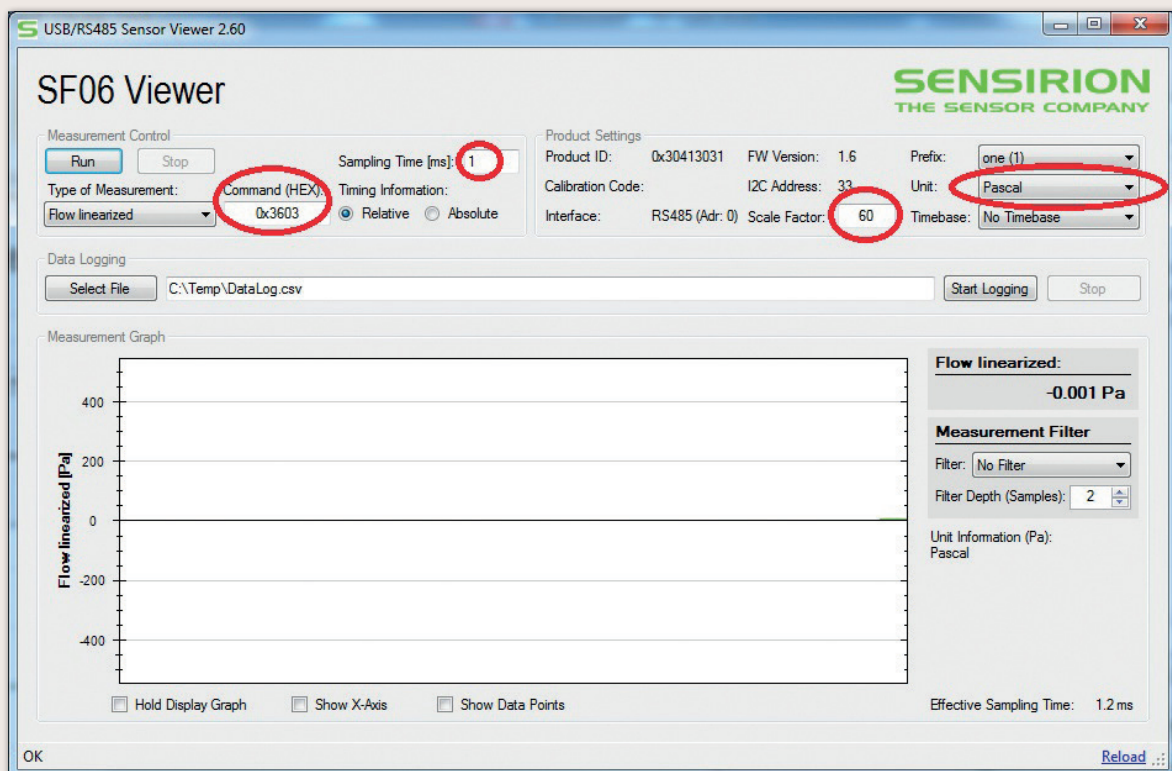 USB/RS485 Sensor Viewer 2.60
SF06 Viewer
SENSIRION
THE SENSOR COMPANY
Measurement Control
Run Stop Sampling Time [ms]: 1
Type of Measurement: Command (HEX): Timing Information:
Flow linearized 0x3603 Relative Absolute
Product Settings
Product ID: 0x30413031 FW Version: 1.6 Prefix: one (1)
Calibration Code: I2C Address: 33 Unit: Pascal
Interface: RS485 (Adr: 0) Scale Factor: 60 Timebase: No Timebase
Data Logging
Select File C:\Temp\DataLog.csv Start Logging Stop
Measurement Graph
Flow linearized [Pa]
400
200
0
-200
-400
Flow linearized:
-0.001 Pa
Measurement Filter
Filter: No Filter
Filter Depth (Samples): 2
Unit Information (Pa):
Pascal
Hold Display Graph Show X-Axis Show Data Points Effective Sampling Time: 1.2 ms
OK Reload